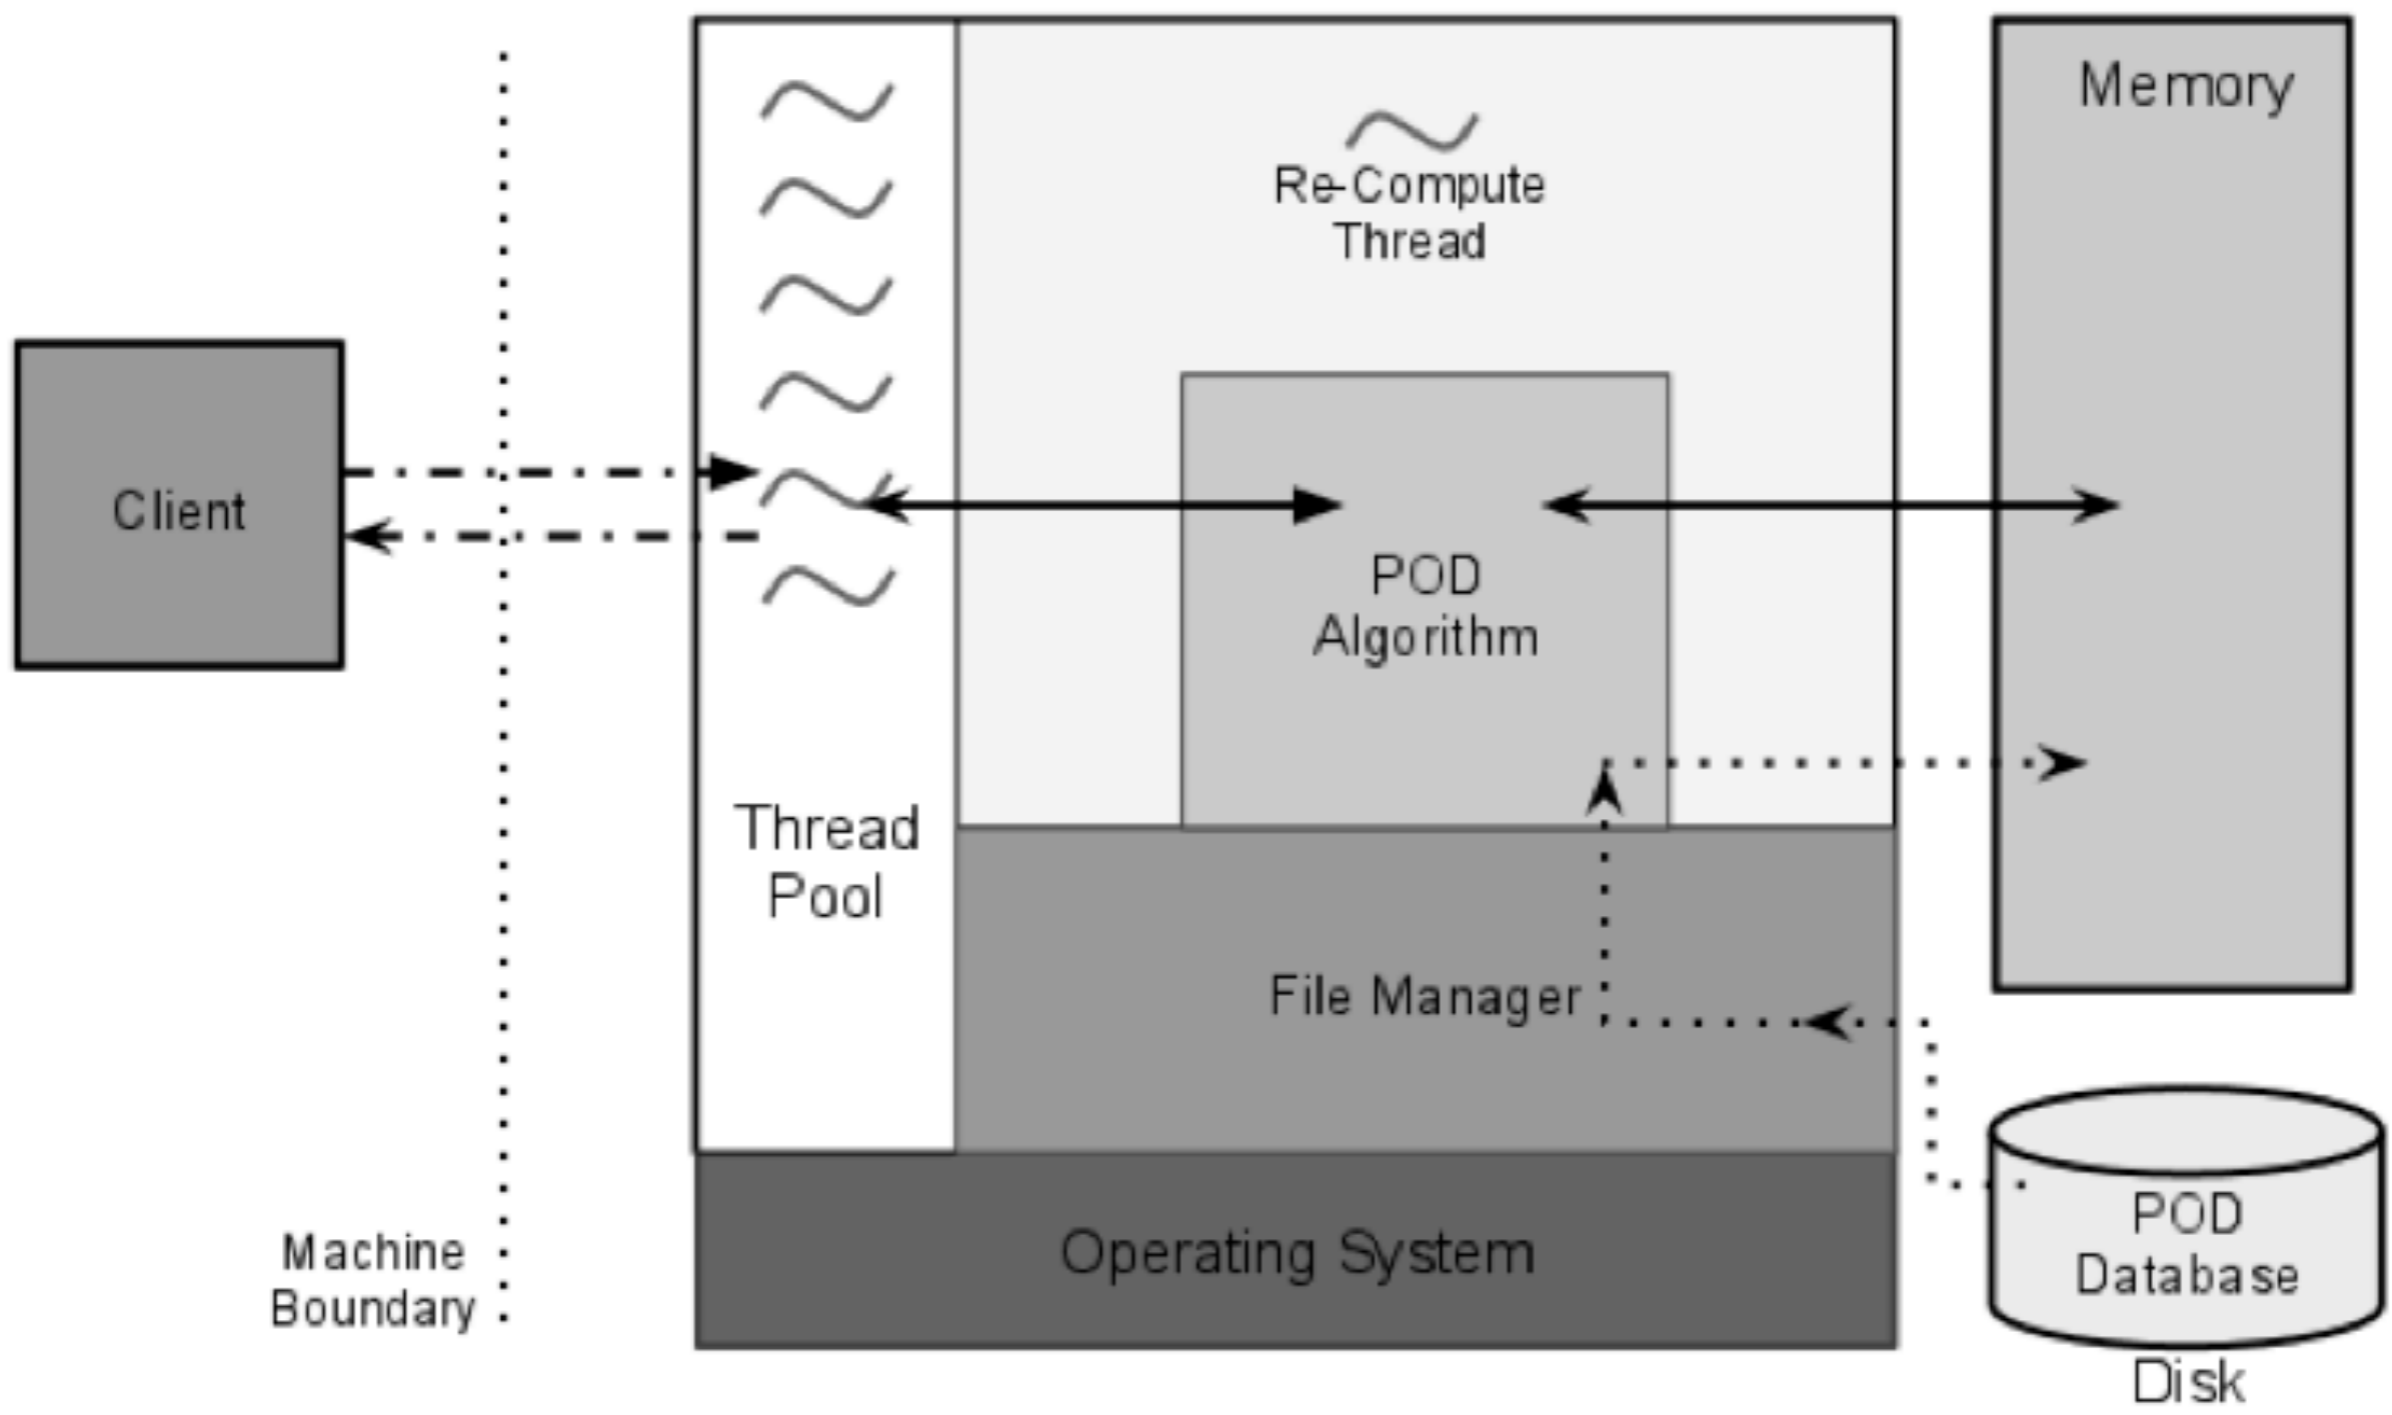 Memory
Re-Compute
Thread
Client
POD
Algorithm
Thread
Pool
File Manager
Machine
Boundary
Operating System
POD
Database
Disk